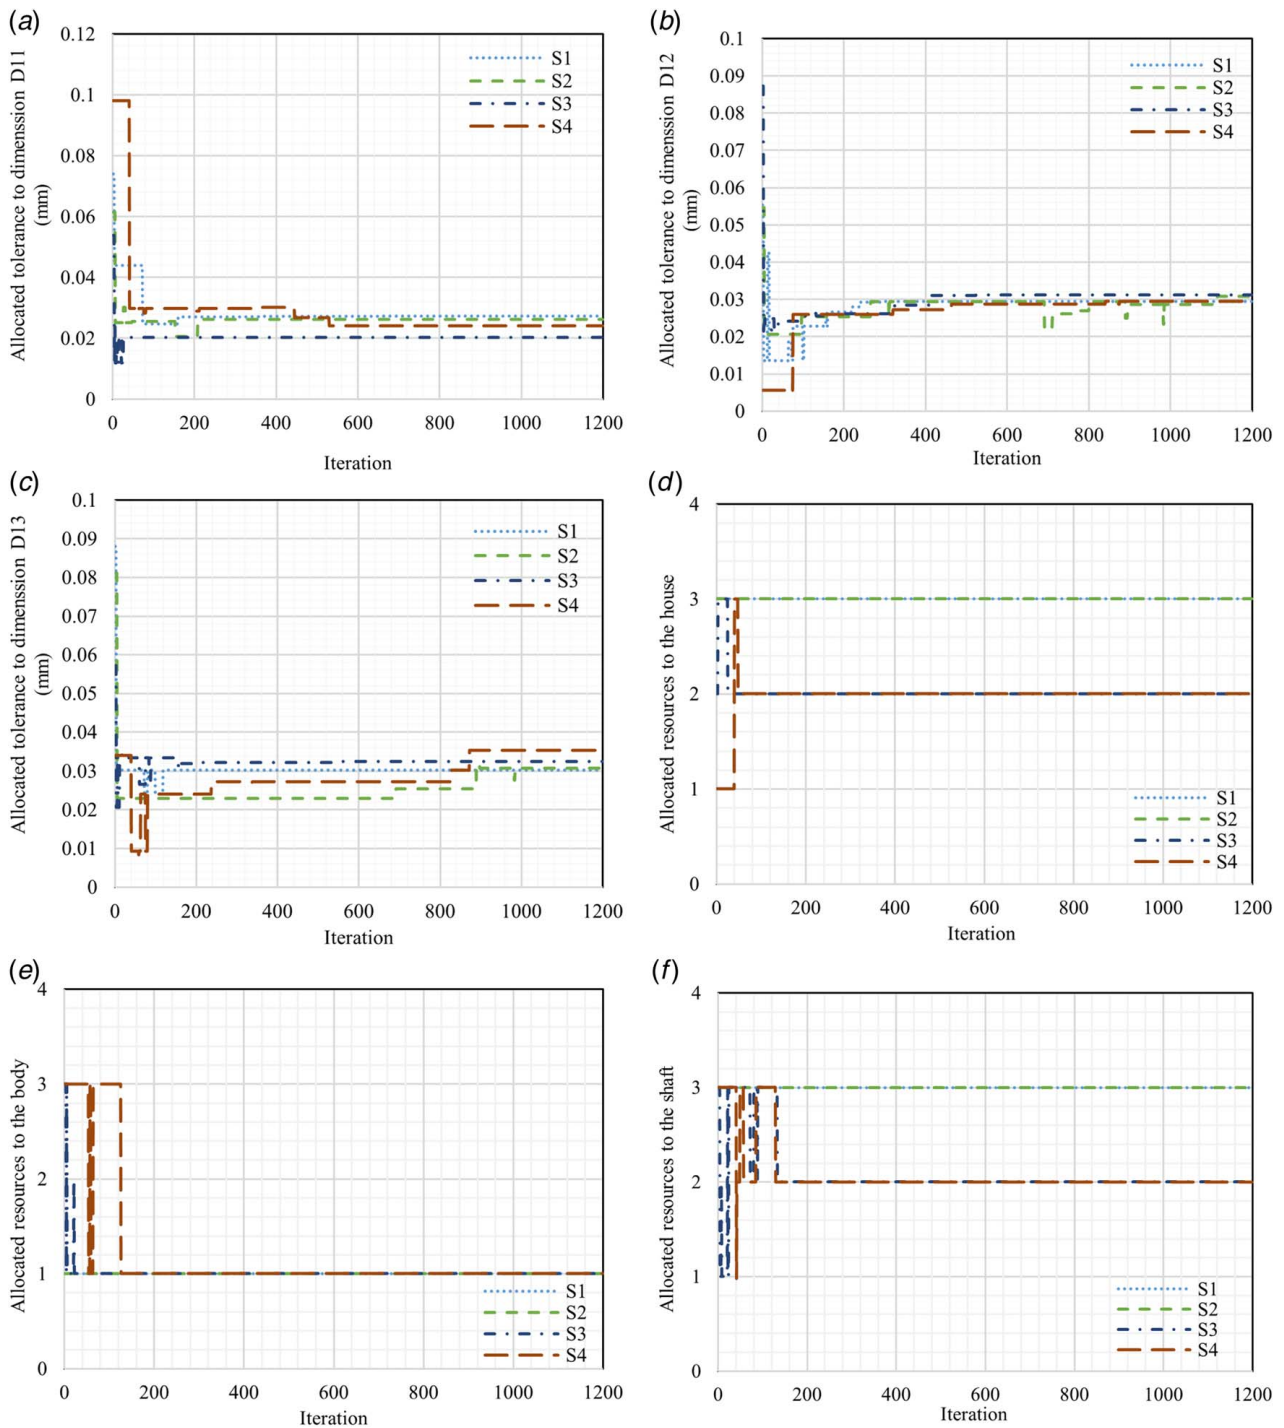 (a)
Allocated tolerance to dimenssion D11
(mm)
0.12
0.1
0.08
0.06
0.04
0.02
0
S1
S2
S3
S4
0 200 400 600 800 1000 1200
Iteration
(b)
Allocated tolerance to dimenssion D12
(mm)
0.1
0.09
0.08
0.07
0.06
0.05
0.04
0.03
0.02
0.01
0
S1
S2
S3
S4
0 200 400 600 800 1000 1200
Iteration
(c)
Allocated tolerance to dimenssion D13
(mm)
0.1
0.09
0.08
0.07
0.06
0.05
0.04
0.03
0.02
0.01
0
S1
S2
S3
S4
0 200 400 600 800 1000 1200
Iteration
(d)
Allocated resources to the house
4
3
2
1
0
S1
S2
S3
S4
0 200 400 600 800 1000 1200
Iteration
(e)
Allocated resources to the body
4
3
2
1
0
S1
S2
S3
S4
0 200 400 600 800 1000 1200
Iteration
(f)
Allocated resources to the shaft
4
3
2
1
0
S1
S2
S3
S4
0 200 400 600 800 1000 1200
Iteration